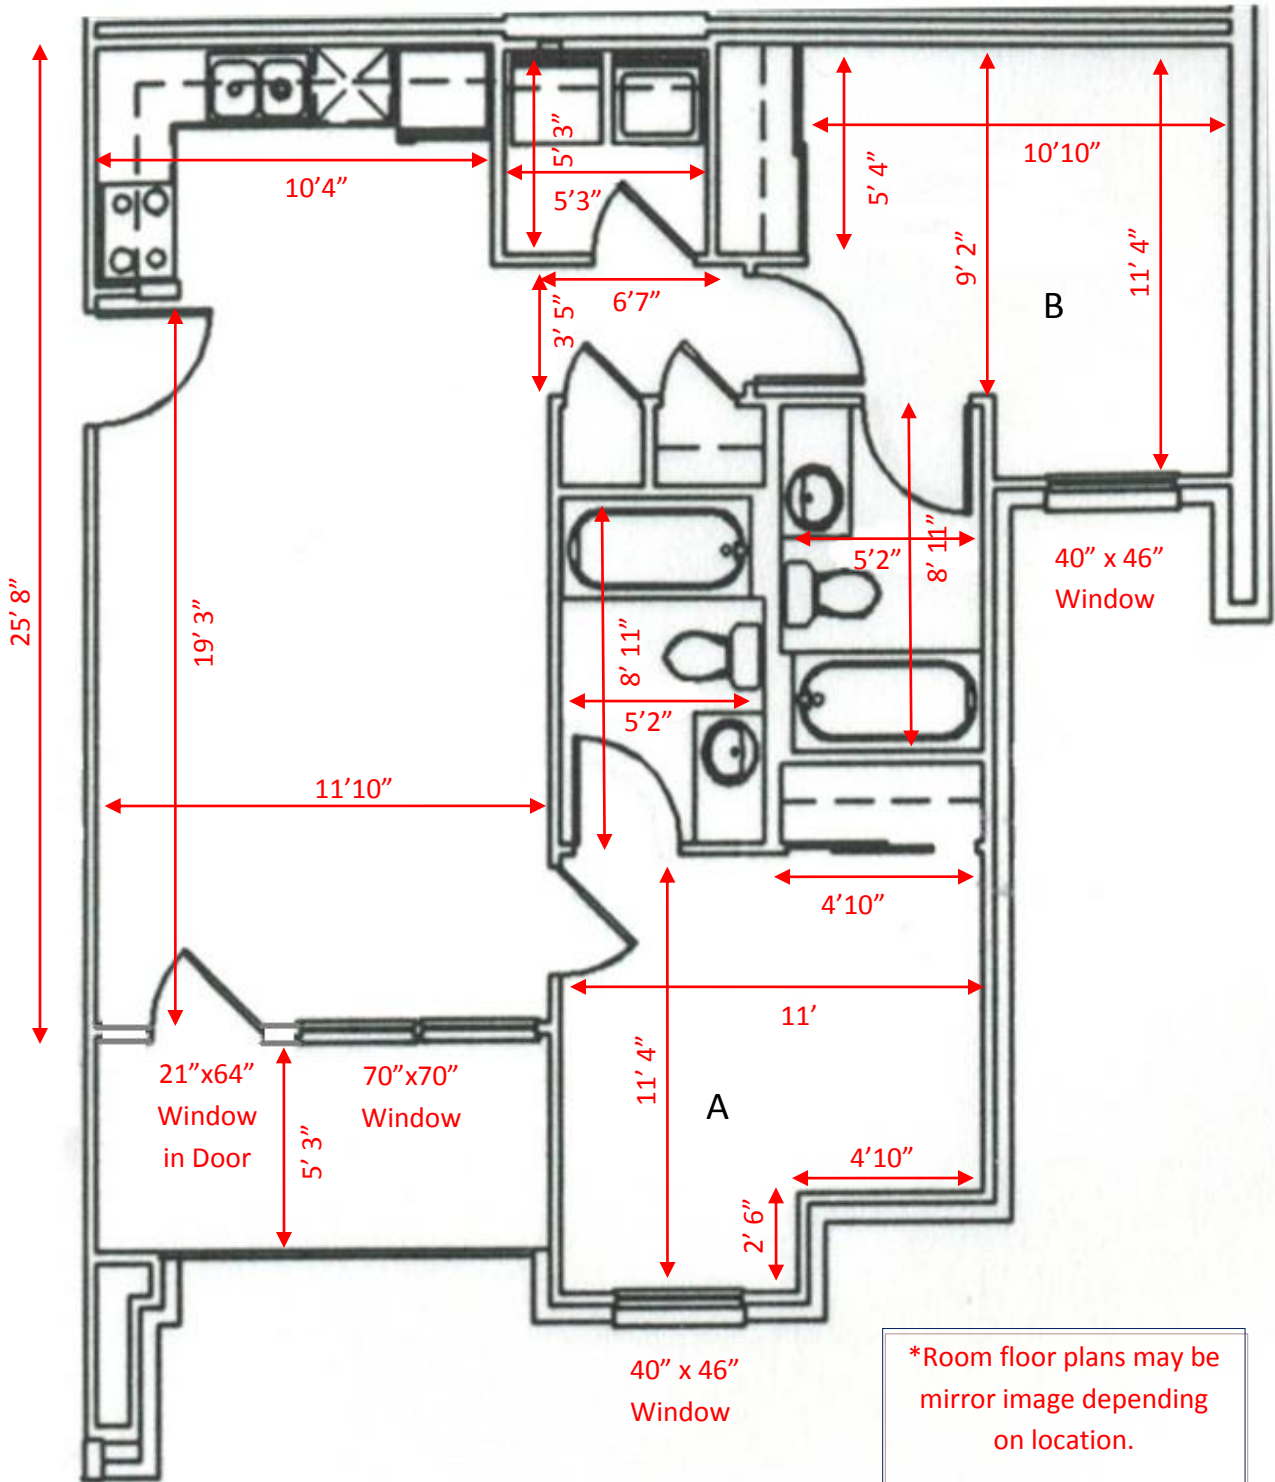 10'4"
5' 3"
5'3"
5' 4"
10'10"
9' 2"
11' 4"
B
6'7"
3' 5"
25' 8"
19' 3"
8' 11"
5'2"
5'2"
8' 11"
40" x 46"
Window
11'10"
4'10"
11'
11' 4"
A
4'10"
2' 6"
21"x64"
Window
in Door
70"x70"
Window
5' 3"
40" x 46"
Window
*Room floor plans may be
mirror image depending
on location.